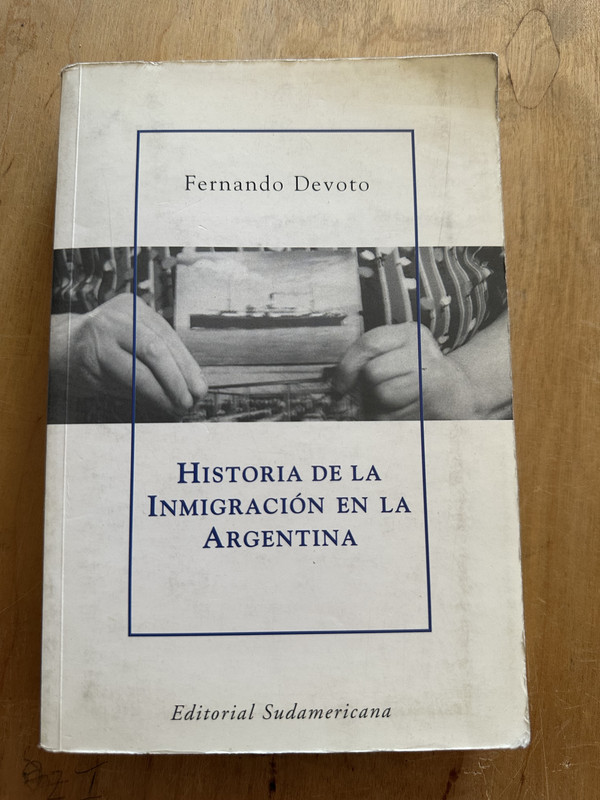 Fernando Devoto
HISTORIA DE LA
INMIGRACIÓN EN LA
ARGENTINA
Editorial Sudamericana